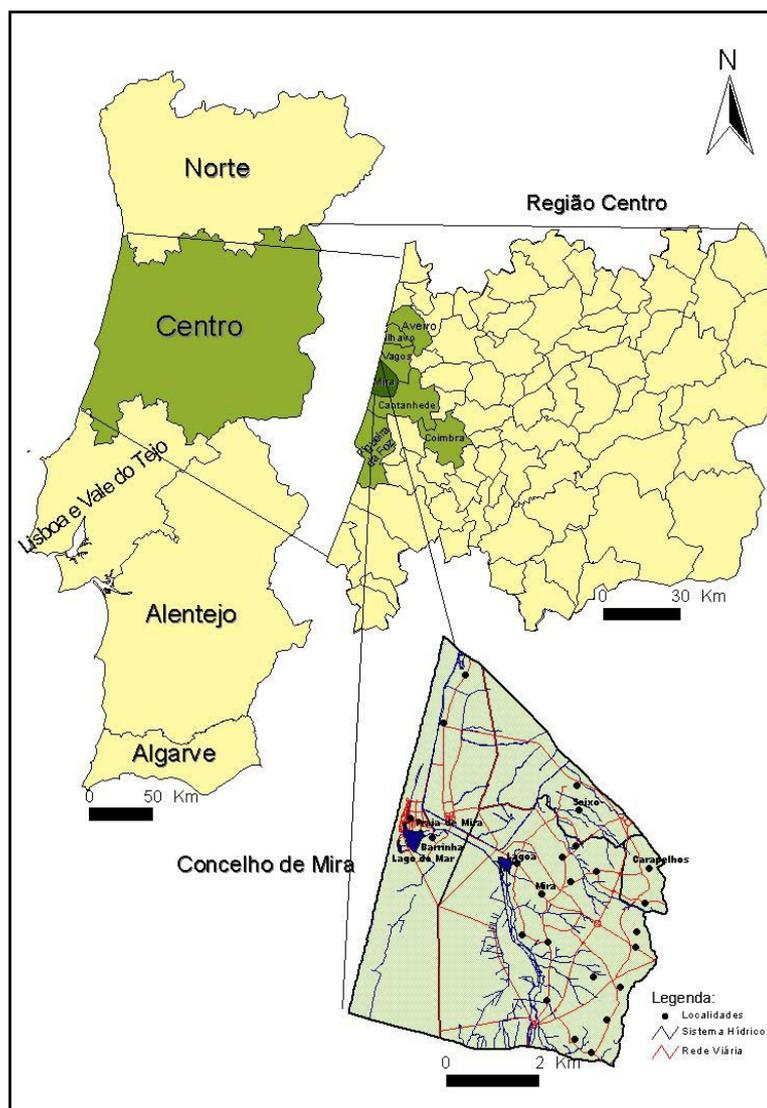 N
Norte
Região Centro
Centro
Aveiro
Ilhavo
Vagos
Mira
Cantanhede
Coimbra
Figueira
da Foz
Lisboa e Vale do Tejo
0 30 Km
Alentejo
Algarve
0 50 Km
Seixo
Praia de Mira
Barrinha
Lago do Mar
Lagoa
Carapelhos
Mira
Concelho de Mira
Legenda:
Localidades
Sistema Hídrico
Rede Viária
0 2 Km